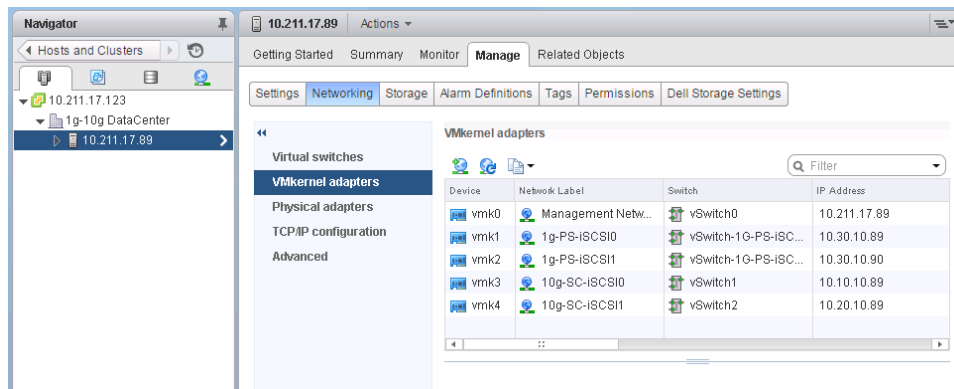 Navigator
Hosts and Clusters
10.211.17.123
1g-10g DataCenter
10.211.17.89
10.211.17.89 Actions
Getting Started Summary Monitor Manage Related Objects
Settings Networking Storage Alarm Definitions Tags Permissions Dell Storage Settings
Virtual switches
VMkernel adapters
Physical adapters
TCP/IP configuration
Advanced
VMkernel adapters
Filter
Device Network Label Switch IP Address
vmk0 Management Netw... vSwitch0 10.211.17.89
vmk1 1g-PS-iSCSI0 vSwitch-1G-PS-iSC... 10.30.10.89
vmk2 1g-PS-iSCSI1 vSwitch-1G-PS-iSC... 10.30.10.90
vmk3 10g-SC-iSCSI0 vSwitch1 10.10.10.89
vmk4 10g-SC-iSCSI1 vSwitch2 10.20.10.89